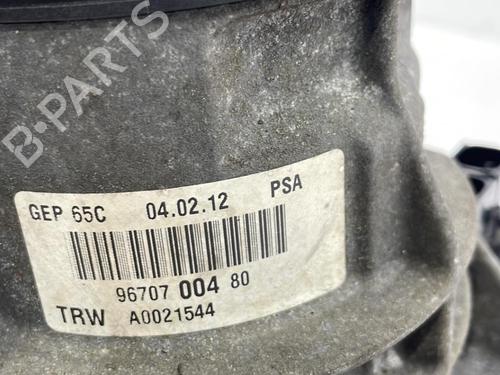 B-PARTS
GEP 65C 04.02.12 PSA
96707 004 80
TRW A0021544